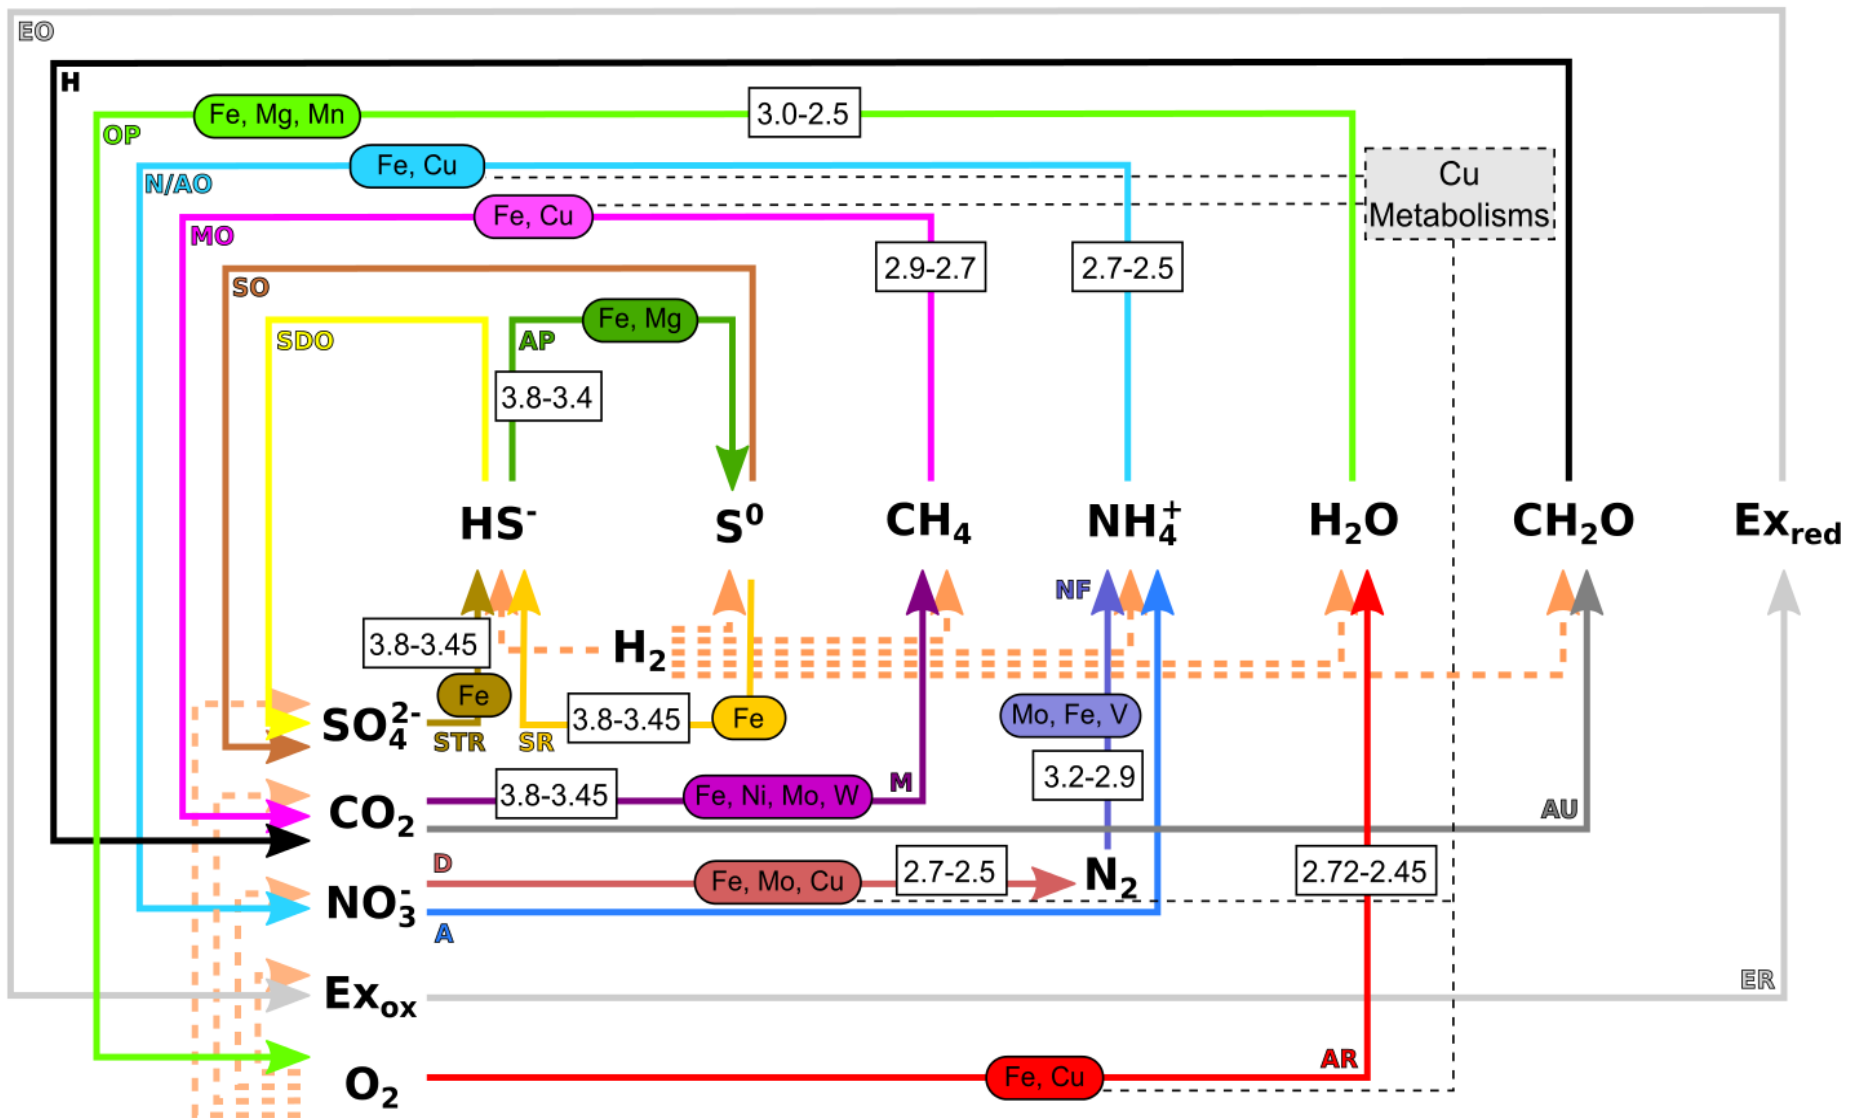 EO
H
Fe, Mg, Mn
3.0-2.5
OP
Fe, Cu
N/AO
Cu
Metabolisms
Fe, Cu
MO
2.9-2.7
2.7-2.5
SO
Fe, Mg
SDO
AP
3.8-3.4
HS⁻
S⁰
CH₄
NH₄⁺
H₂O
CH₂O
Exred
NF
3.8-3.45
H₂
Fe
Mo, Fe, V
SO₄²⁻
STR
SR
3.8-3.45
Fe
3.2-2.9
CO₂
3.8-3.45
Fe, Ni, Mo, W
M
AU
D
Fe, Mo, Cu
2.7-2.5
N₂
2.72-2.45
NO₃⁻
A
Exox
ER
O₂
Fe, Cu
AR